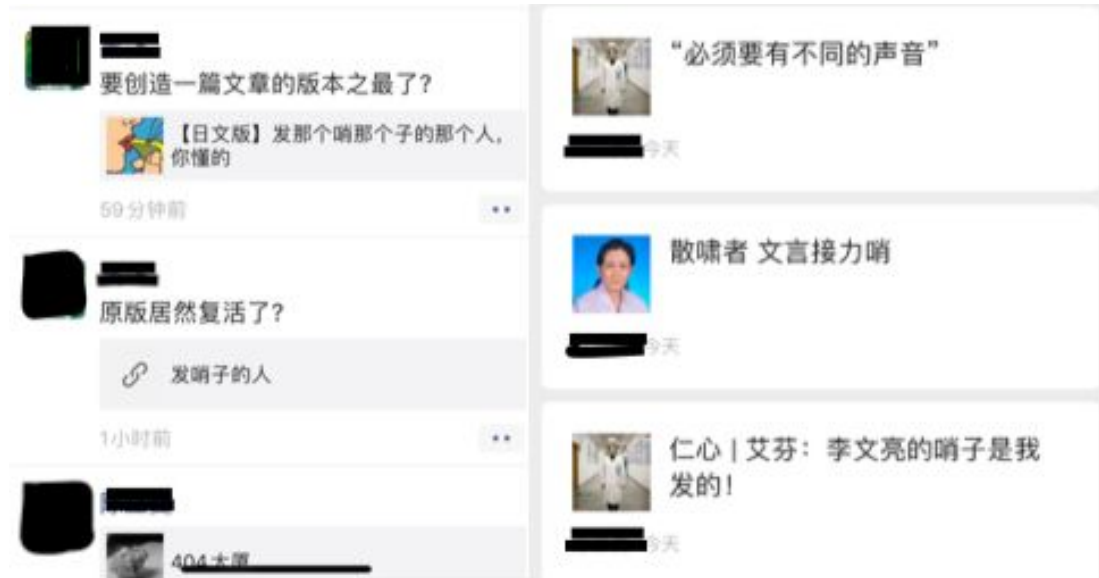 要创造一篇文章的版本之最了?
【日文版】发那个哨那个子的那个人,
你懂的
59分钟前
原版居然复活了?
发哨子的人
1小时前
404大厦
“必须要有不同的声音”
今天
散啸者 文言接力哨
今天
仁心 | 艾芬：李文亮的哨子是我
发的!
今天